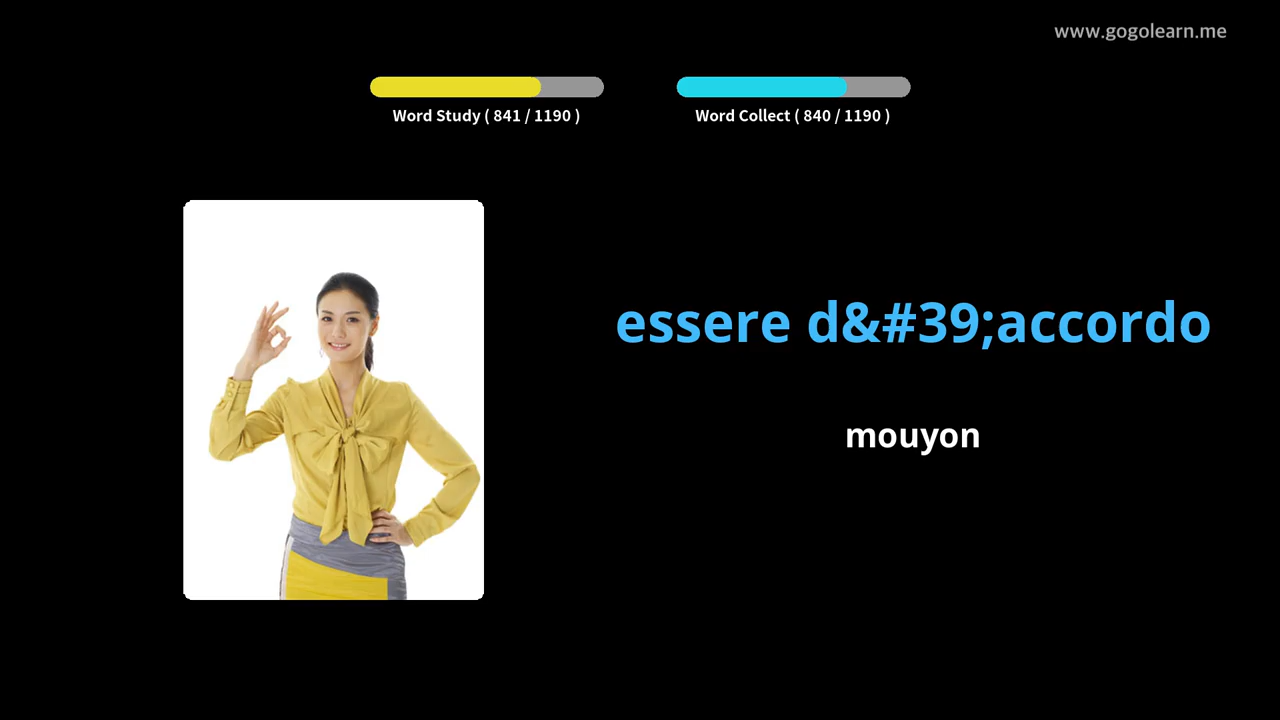 www.gogolearn.me
Word Study ( 841 / 1190 )
Word Collect ( 840 / 1190 )
essere d&#39;accordo
mouyon